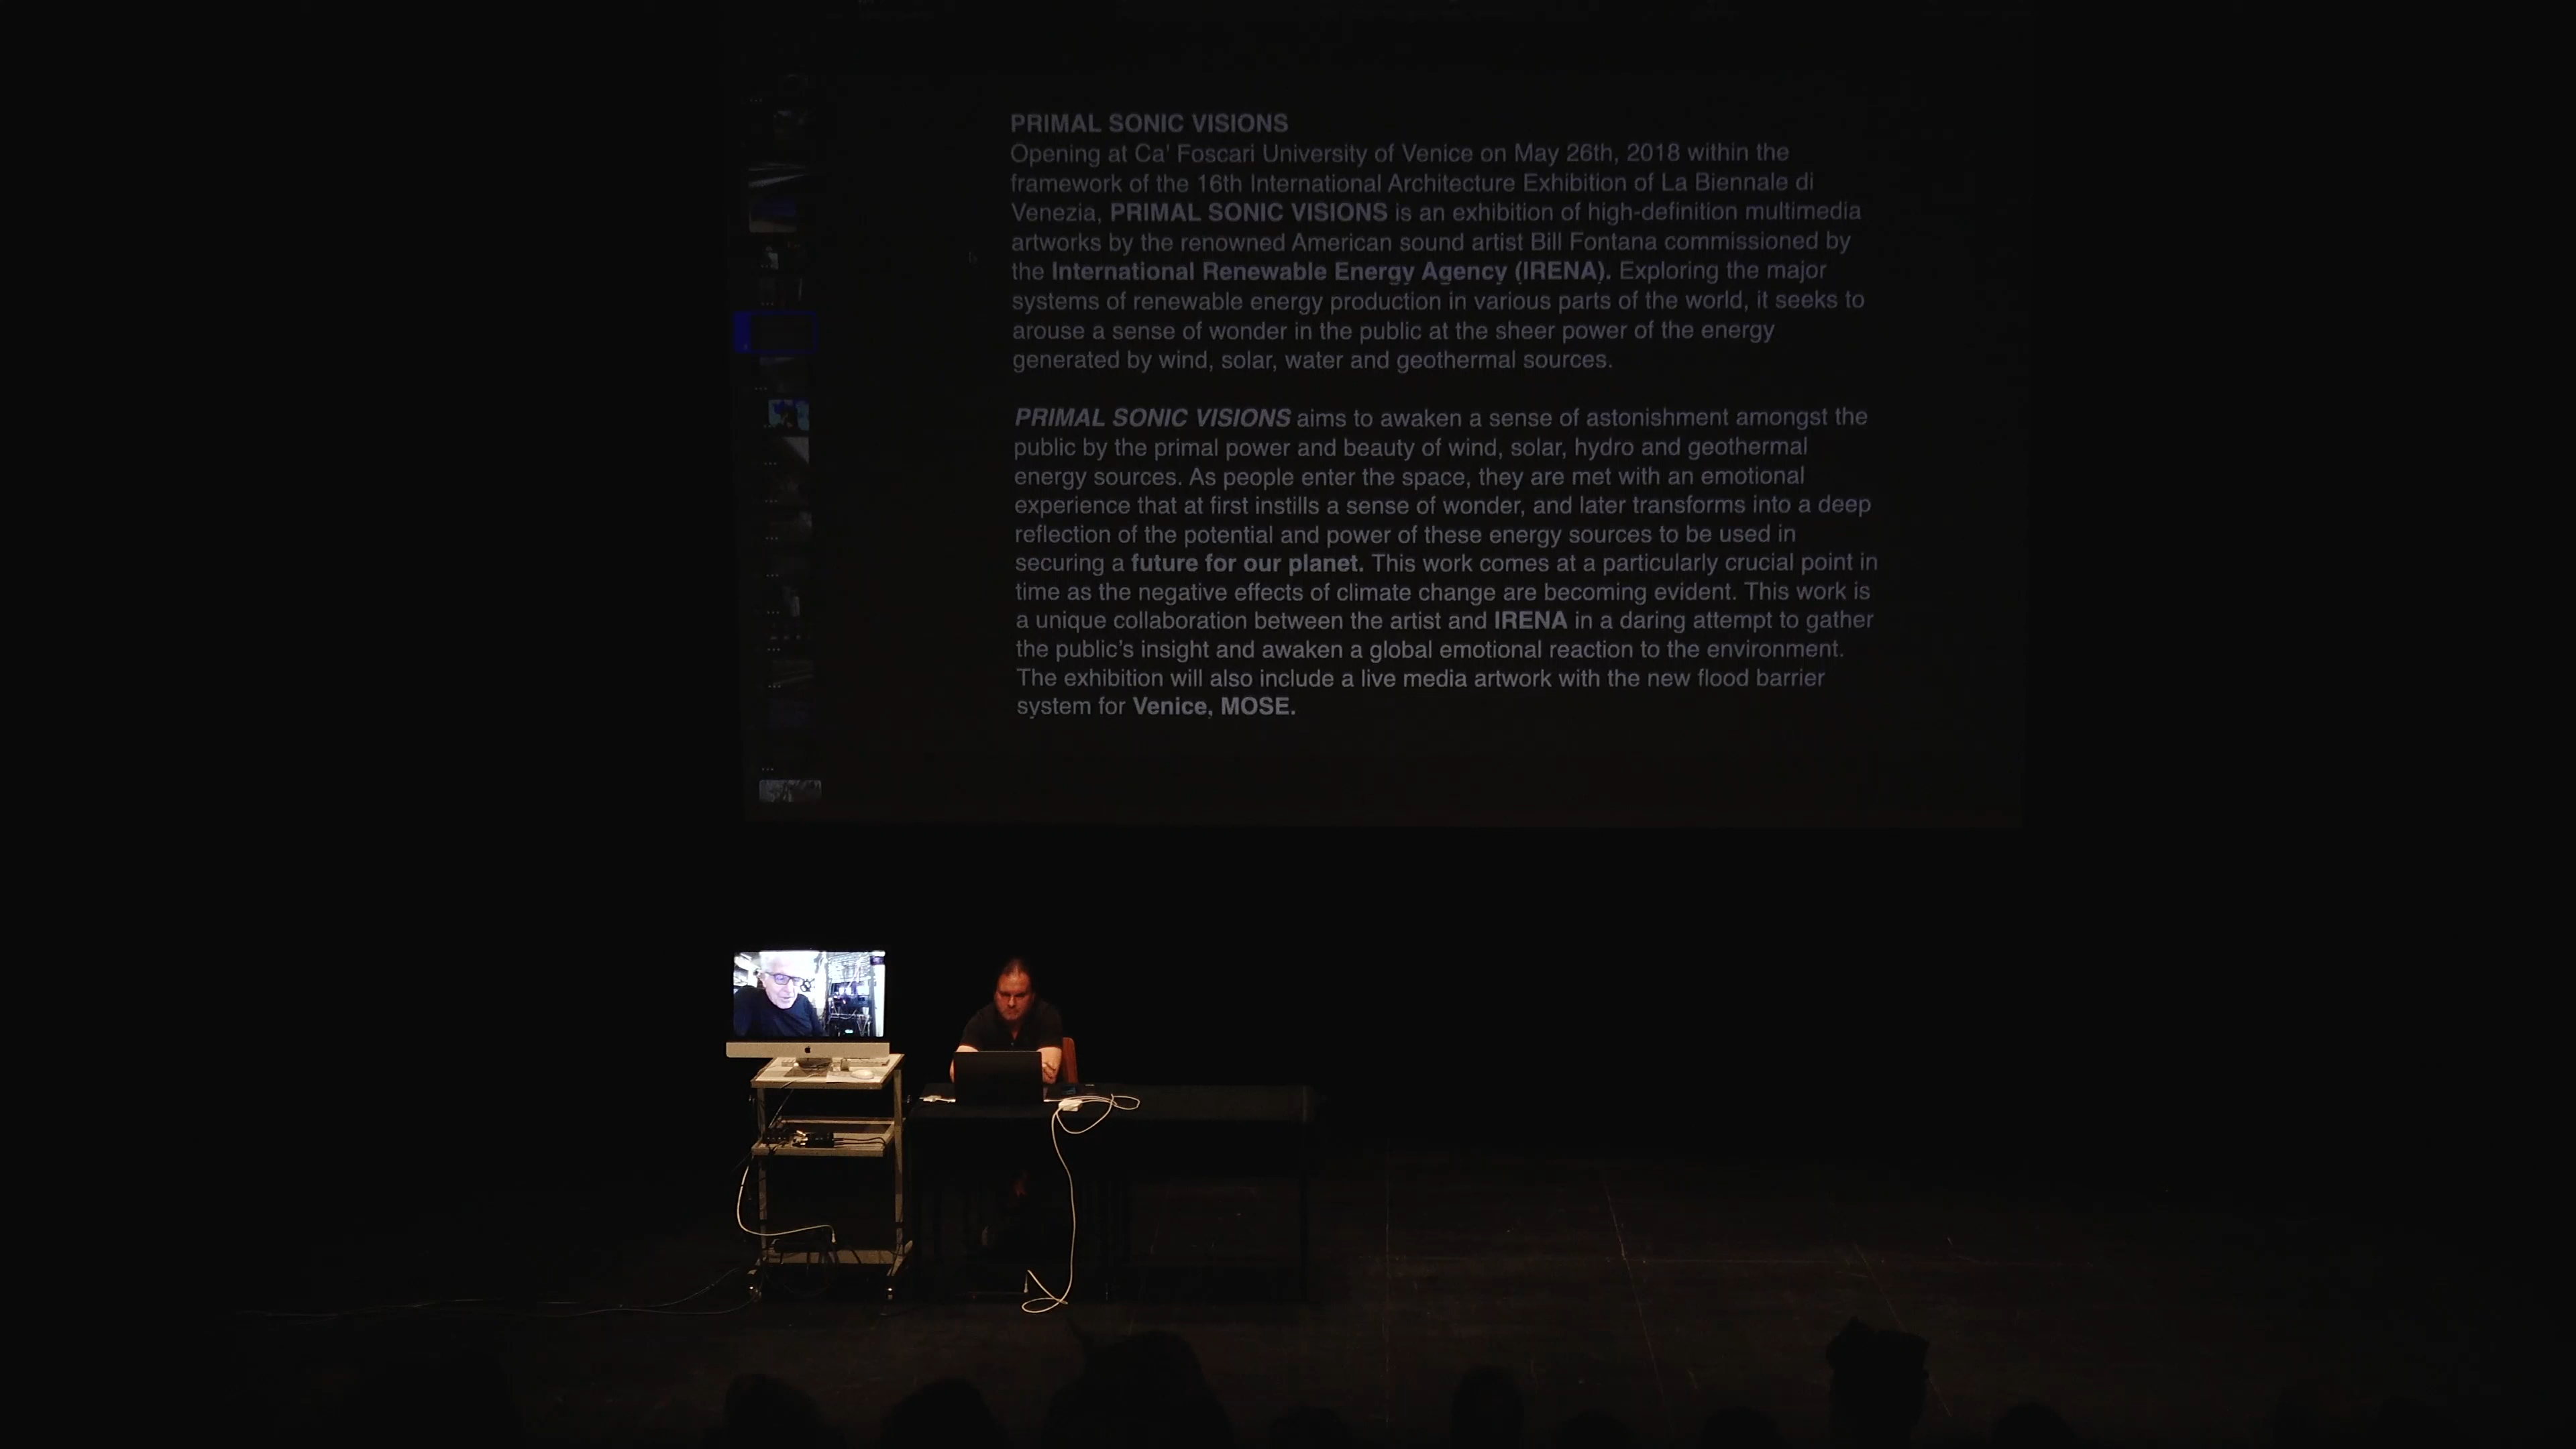 PRIMAL SONIC VISIONS
Opening at Ca' Foscari University of Venice on May 26th, 2018 within the
framework of the 16th International Architecture Exhibition of La Biennale di
Venezia, PRIMAL SONIC VISIONS is an exhibition of high-definition multimedia
artworks by the renowned American sound artist Bill Fontana commissioned by
the International Renewable Energy Agency (IRENA). Exploring the major
systems of renewable energy production in various parts of the world, it seeks to
arouse a sense of wonder in the public at the sheer power of the energy
generated by wind, solar, water and geothermal sources.
PRIMAL SONIC VISIONS aims to awaken a sense of astonishment amongst the
public by the primal power and beauty of wind, solar, hydro and geothermal
energy sources. As people enter the space, they are met with an emotional
experience that at first instills a sense of wonder, and later transforms into a deep
reflection of the potential and power of these energy sources to be used in
securing a future for our planet. This work comes at a particularly crucial point in
time as the negative effects of climate change are becoming evident. This work is
a unique collaboration between the artist and IRENA in a daring attempt to gather
the public's insight and awaken a global emotional reaction to the environment.
The exhibition will also include a live media artwork with the new flood barrier
system for Venice, MOSE.